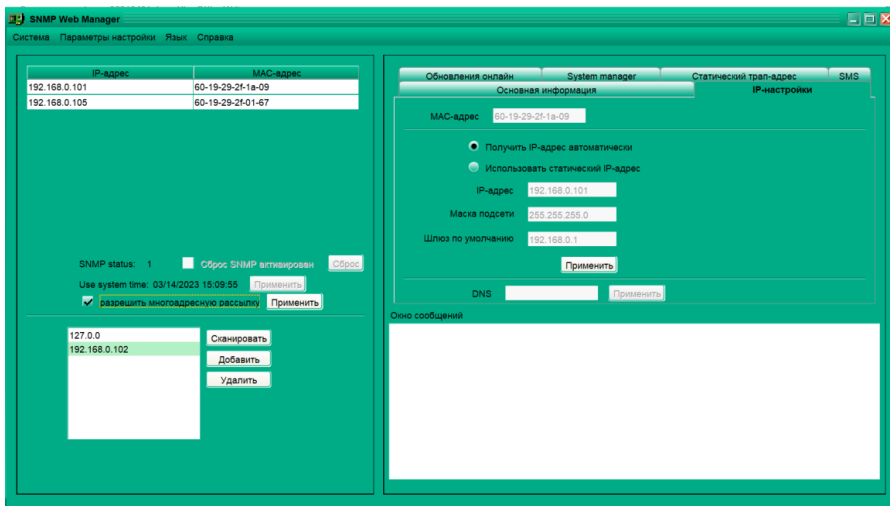 SNMP Web Manager
Система Параметры настройки Язык Справка
IP-адрес MAC-адрес
192.168.0.101 60-19-29-2f-1a-09
192.168.0.105 60-19-29-2f-01-67
SNMP status: 1 Сброс SNMP активирован Сброс
Use system time: 03/14/2023 15:09:55 Применить
разрешить многоадресную рассылку Применить
127.0.0
192.168.0.102
Сканировать
Добавить
Удалить
Обновления онлайн System manager Статический трап-адрес SMS
Основная информация IP-настройки
MAC-адрес 60-19-29-2f-1a-09
Получить IP-адрес автоматически
Использовать статический IP-адрес
IP-адрес 192.168.0.101
Маска подсети 255.255.255.0
Шлюз по умолчанию 192.168.0.1
Применить
DNS Применить
Окно сообщений